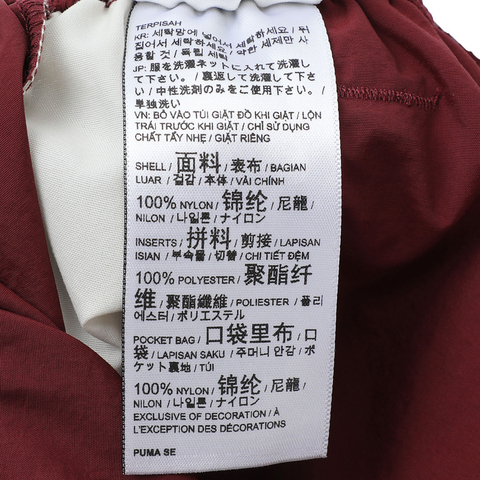 TERPISAH
KR: 세탁망에 넣어서 세탁하세요 / 뒤
집어서 세탁하세요 / 약한 세제만 사
용할 것 / 독립 세탁
JP: 服を洗濯ネットに入れて洗濯し
て下さい。/ 裏返して洗濯して下さい
/ 中性洗剤のみをご使用下さい。/
単独洗い
VN: BỎ VÀO TÚI GIẶT ĐỒ KHI GIẶT / LỘN
TRÁI TRƯỚC KHI GIẶT / CHỈ SỬ DỤNG
CHẤT TẨY NHẸ / GIẶT RIÊNG
SHELL / 面料 / 表布 / BAGIAN
LUAR / 겉감 / 本体 / VẢI CHÍNH
100% NYLON / 锦纶 / 尼龍 /
NILON / 나일론 / ナイロン
INSERTS / 拼料 / 剪接 / LAPISAN
ISIAN / 부속물 / 切替 / CHI TIẾT ĐỆM
100% POLYESTER / 聚酯纤
维 / 聚酯纖維 / POLIESTER / 폴리
에스터 / ポリエステル
POCKET BAG / 口袋里布 / 口
袋 / LAPISAN SAKU / 주머니 안감 / ポ
ケット裏地 / TÚI
100% NYLON / 锦纶 / 尼龍 /
NILON / 나일론 / ナイロン
EXCLUSIVE OF DECORATION / À
L'EXCEPTION DES DÉCORATIONS
PUMA SE